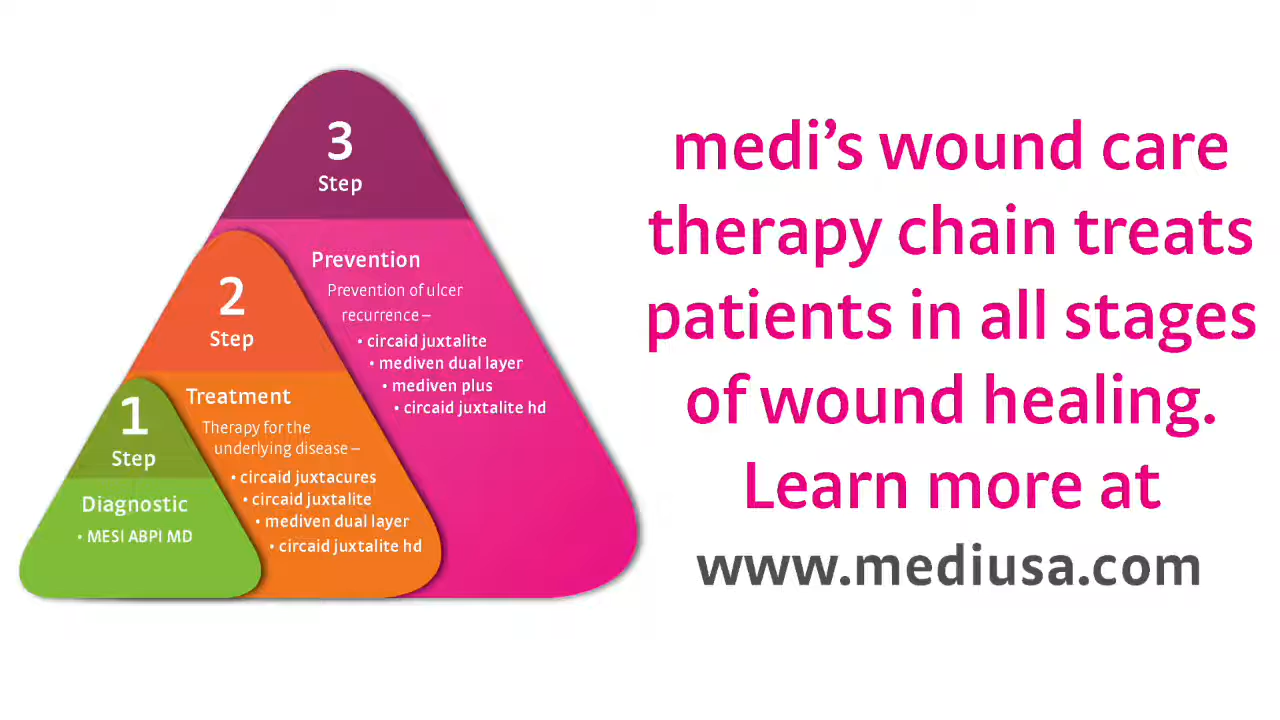 3
Step
Prevention
Prevention of ulcer
recurrence –
• circaid juxtalite
• mediven dual layer
• mediven plus
• circaid juxtalite hd
2
Step
Treatment
Therapy for the
underlying disease –
• circaid juxtacures
• circaid juxtalite
• mediven dual layer
• circaid juxtalite hd
1
Step
Diagnostic
• MESI ABPI MD
medi’s wound care
therapy chain treats
patients in all stages
of wound healing.
Learn more at
www.mediusa.com